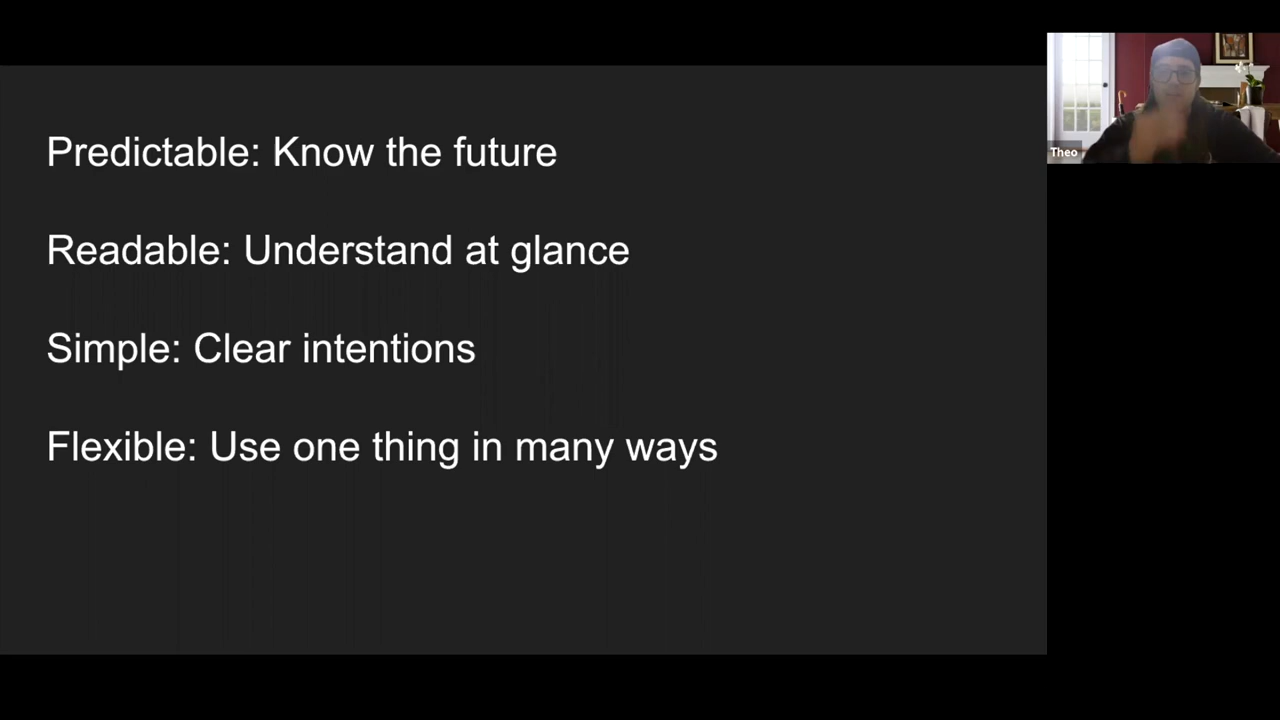 Predictable: Know the future
Readable: Understand at glance
Simple: Clear intentions
Flexible: Use one thing in many ways
Theo